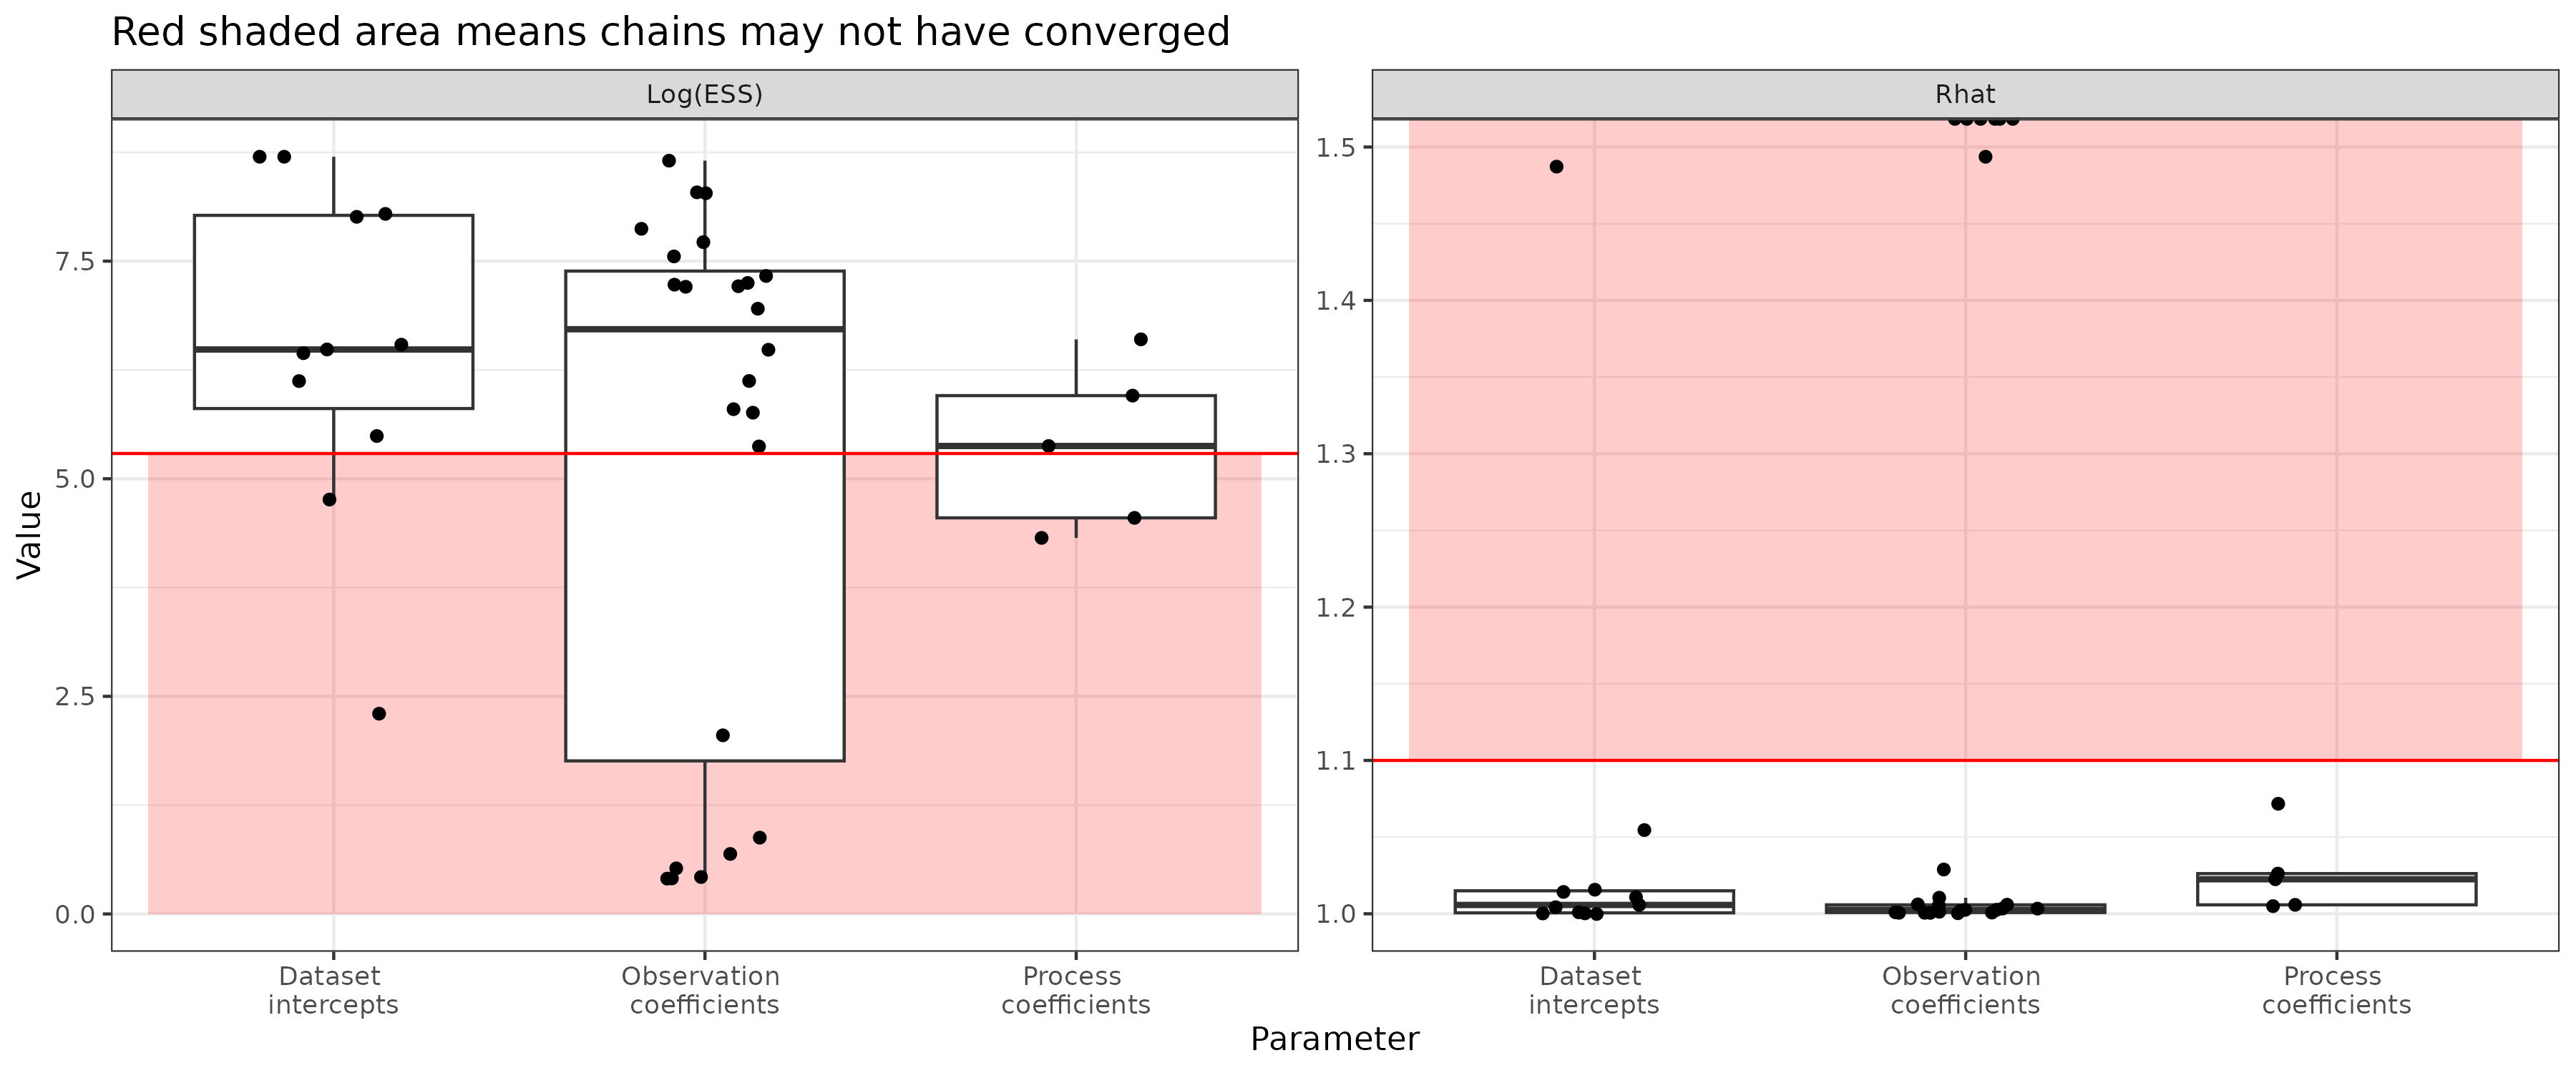 Red shaded area means chains may not have converged
Log(ESS)
Rhat
Value
7.5
5.0
2.5
0.0
1.5
1.4
1.3
1.2
1.1
1.0
Dataset
intercepts
Observation
coefficients
Process
coefficients
Dataset
intercepts
Observation
coefficients
Process
coefficients
Parameter